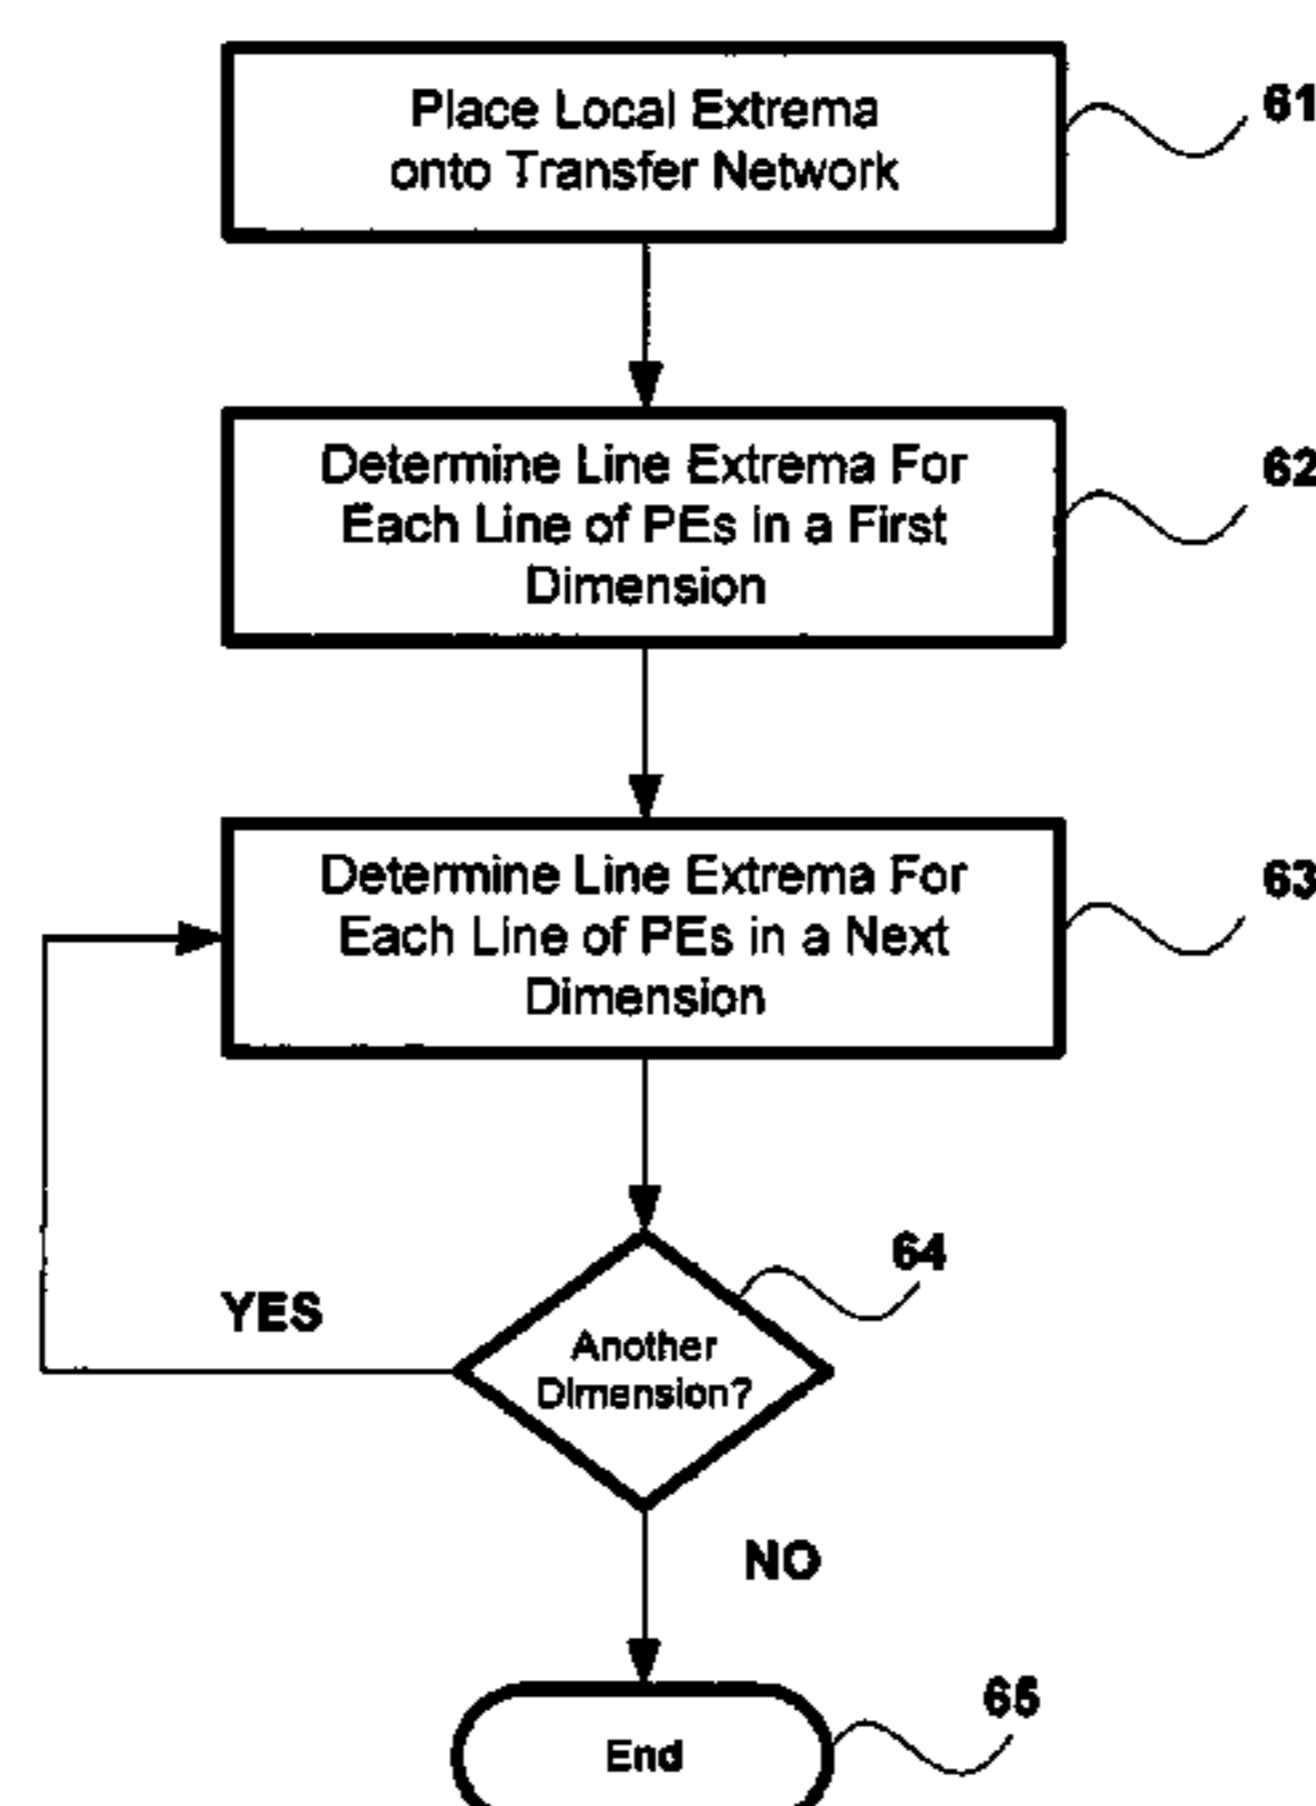 Place Local Extrema
onto Transfer Network
61
Determine Line Extrema For
Each Line of PEs in a First
Dimension
62
Determine Line Extrema For
Each Line of PEs in a Next
Dimension
63
64
YES
Another
Dimension?
NO
65
End